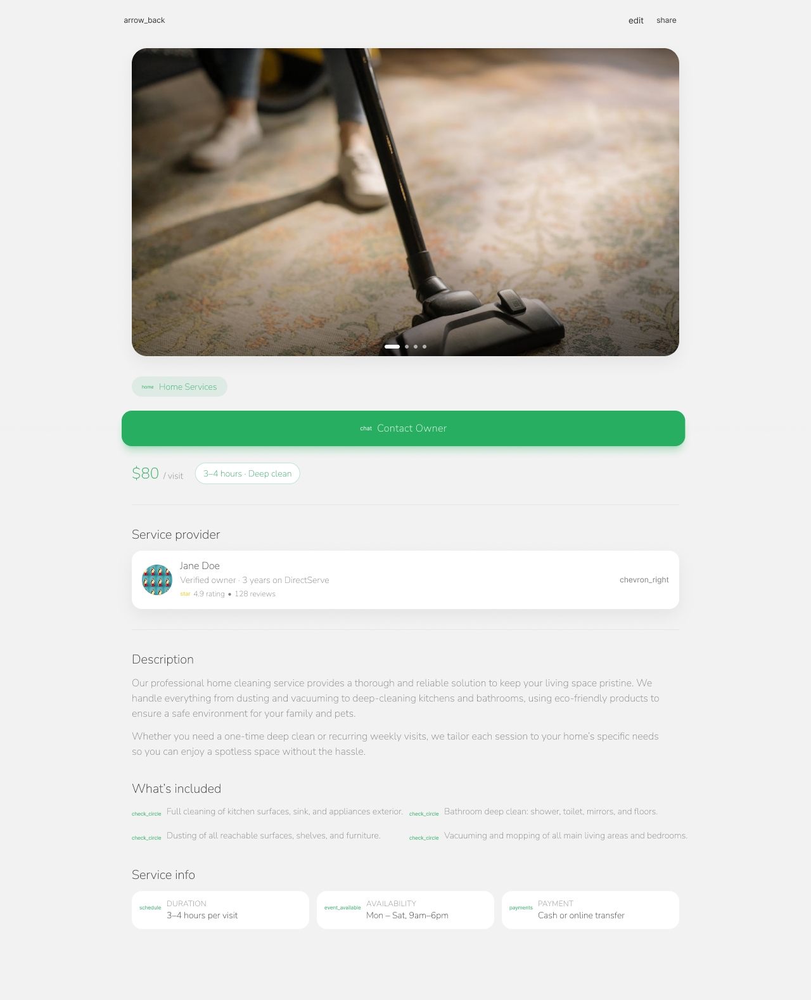 arrow_back
edit share
home Home Services
chat Contact Owner
$80 / visit 3–4 hours · Deep clean
Service provider
Jane Doe
Verified owner · 3 years on DirectServe
chevron_right
star 4.9 rating • 128 reviews
Description
Our professional home cleaning service provides a thorough and reliable solution to keep your living space pristine. We
handle everything from dusting and vacuuming to deep-cleaning kitchens and bathrooms, using eco-friendly products to
ensure a safe environment for your family and pets.
Whether you need a one-time deep clean or recurring weekly visits, we tailor each session to your home’s specific needs
so you can enjoy a spotless space without the hassle.
What’s included
check_circle Full cleaning of kitchen surfaces, sink, and appliances exterior.
check_circle Bathroom deep clean: shower, toilet, mirrors, and floors.
check_circle Dusting of all reachable surfaces, shelves, and furniture.
check_circle Vacuuming and mopping of all main living areas and bedrooms.
Service info
schedule DURATION
3–4 hours per visit
event_available AVAILABILITY
Mon – Sat, 9am–6pm
payments PAYMENT
Cash or online transfer